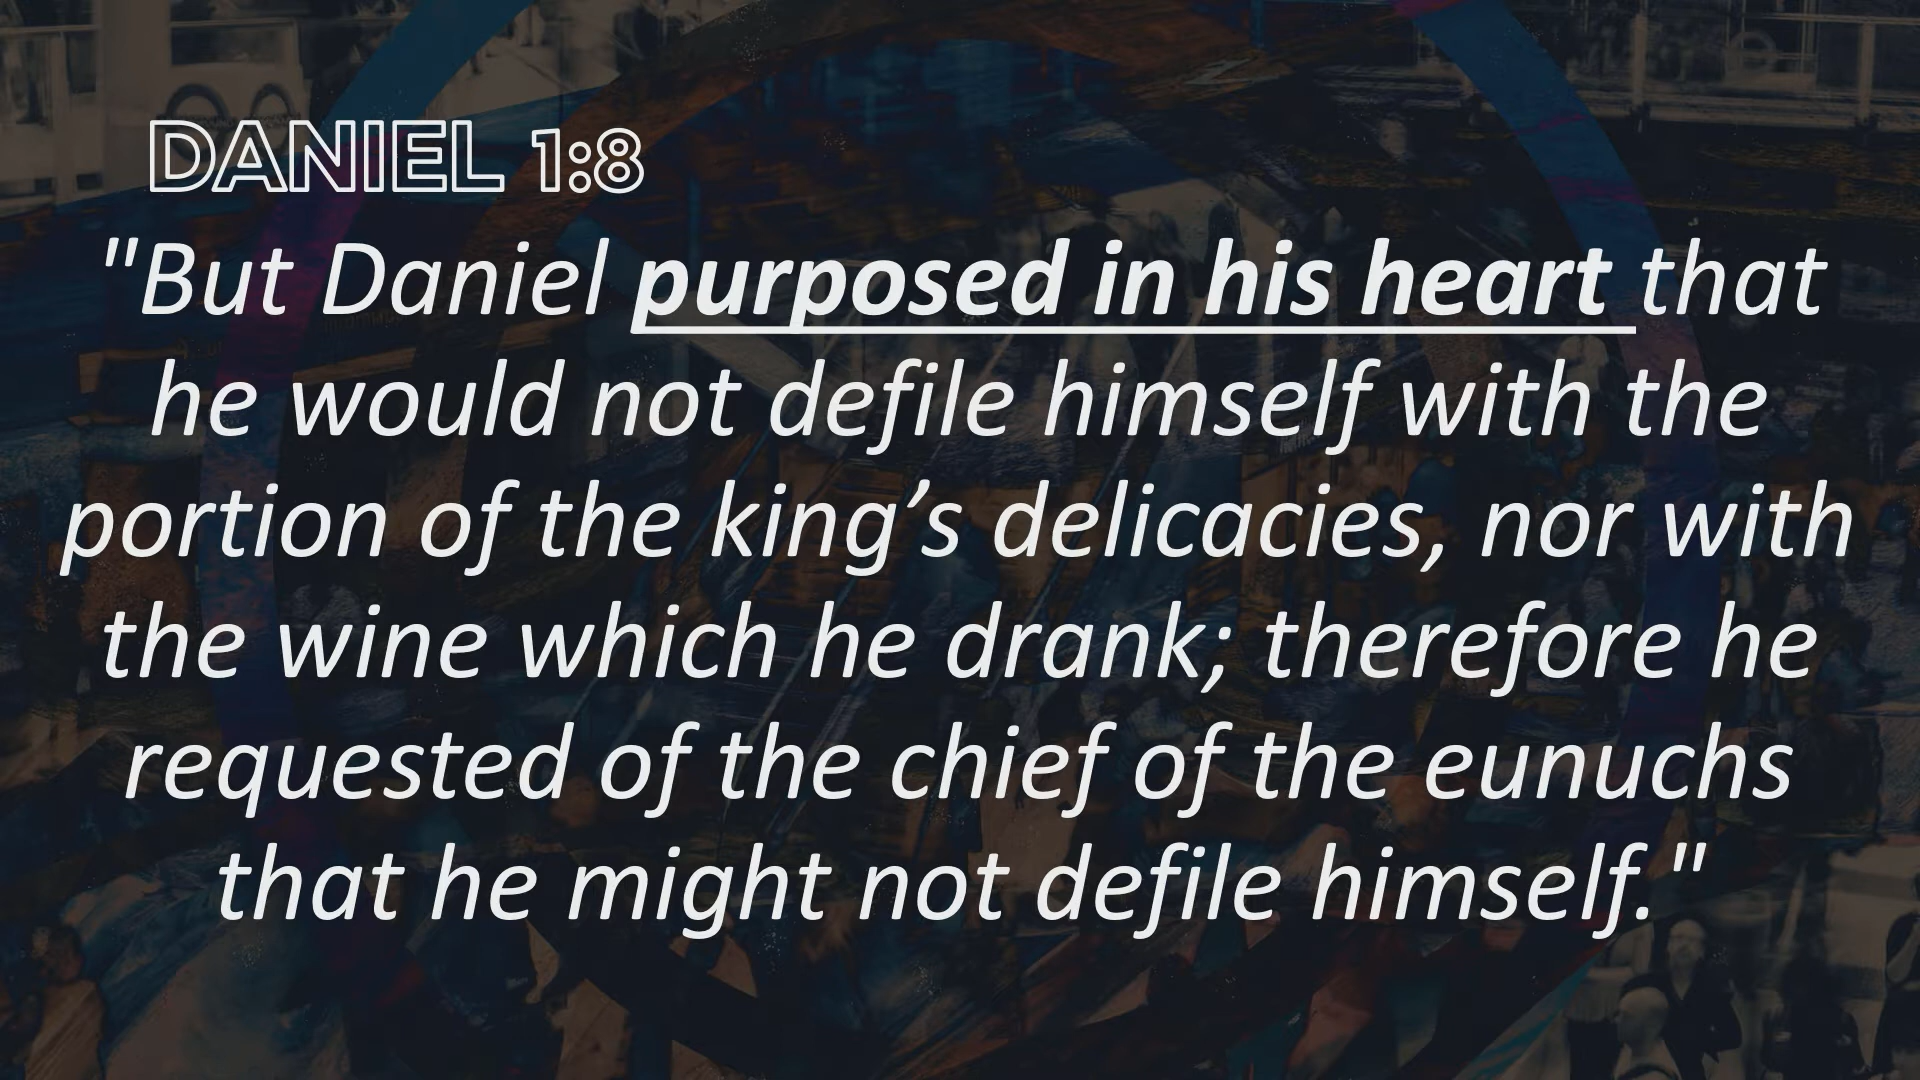 DANIEL 1:8
"But Daniel purposed in his heart that
he would not defile himself with the
portion of the king’s delicacies, nor with
the wine which he drank; therefore he
requested of the chief of the eunuchs
that he might not defile himself."